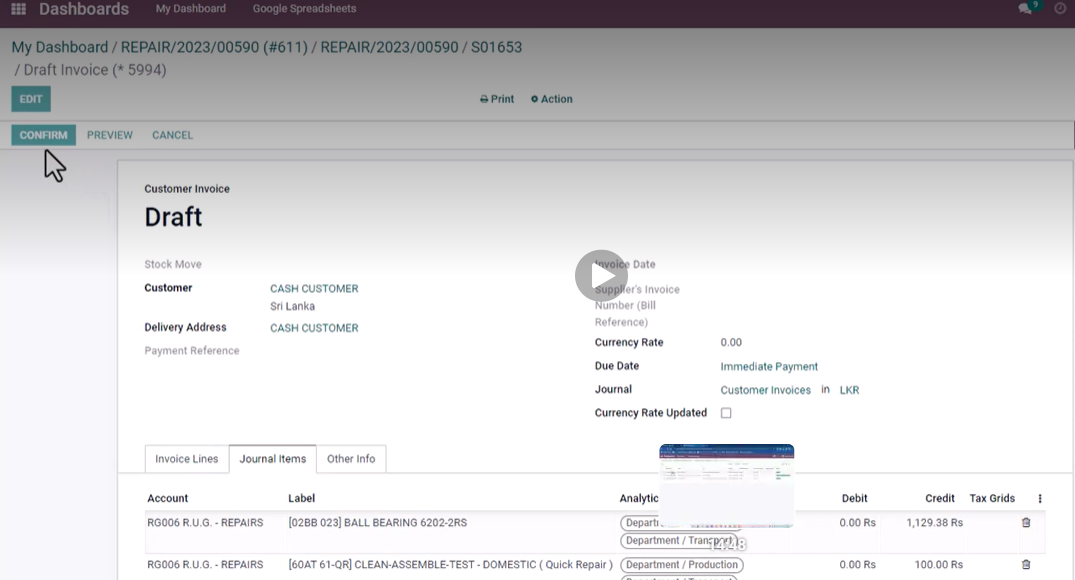 Dashboards My Dashboard Google Spreadsheets 9
My Dashboard / REPAIR/2023/00590 (#611) / REPAIR/2023/00590 / S01653
/ Draft Invoice (* 5994)
EDIT Print Action
CONFIRM PREVIEW CANCEL
Customer Invoice
Draft
Stock Move Invoice Date
Customer CASH CUSTOMER Supplier's Invoice
Sri Lanka Number (Bill
Reference)
Delivery Address CASH CUSTOMER
Payment Reference Currency Rate 0.00
Due Date Immediate Payment
Journal Customer Invoices in LKR
Currency Rate Updated
Invoice Lines Journal Items Other Info
Account Label Analytic Debit Credit Tax Grids
RG006 R.U.G. - REPAIRS [02BB 023] BALL BEARING 6202-2RS 0.00 Rs 1,129.38 Rs
Department / Transport
14:48
RG006 R.U.G. - REPAIRS [60AT 61-QR] CLEAN-ASSEMBLE-TEST - DOMESTIC ( Quick Repair ) Department / Production 0.00 Rs 100.00 Rs